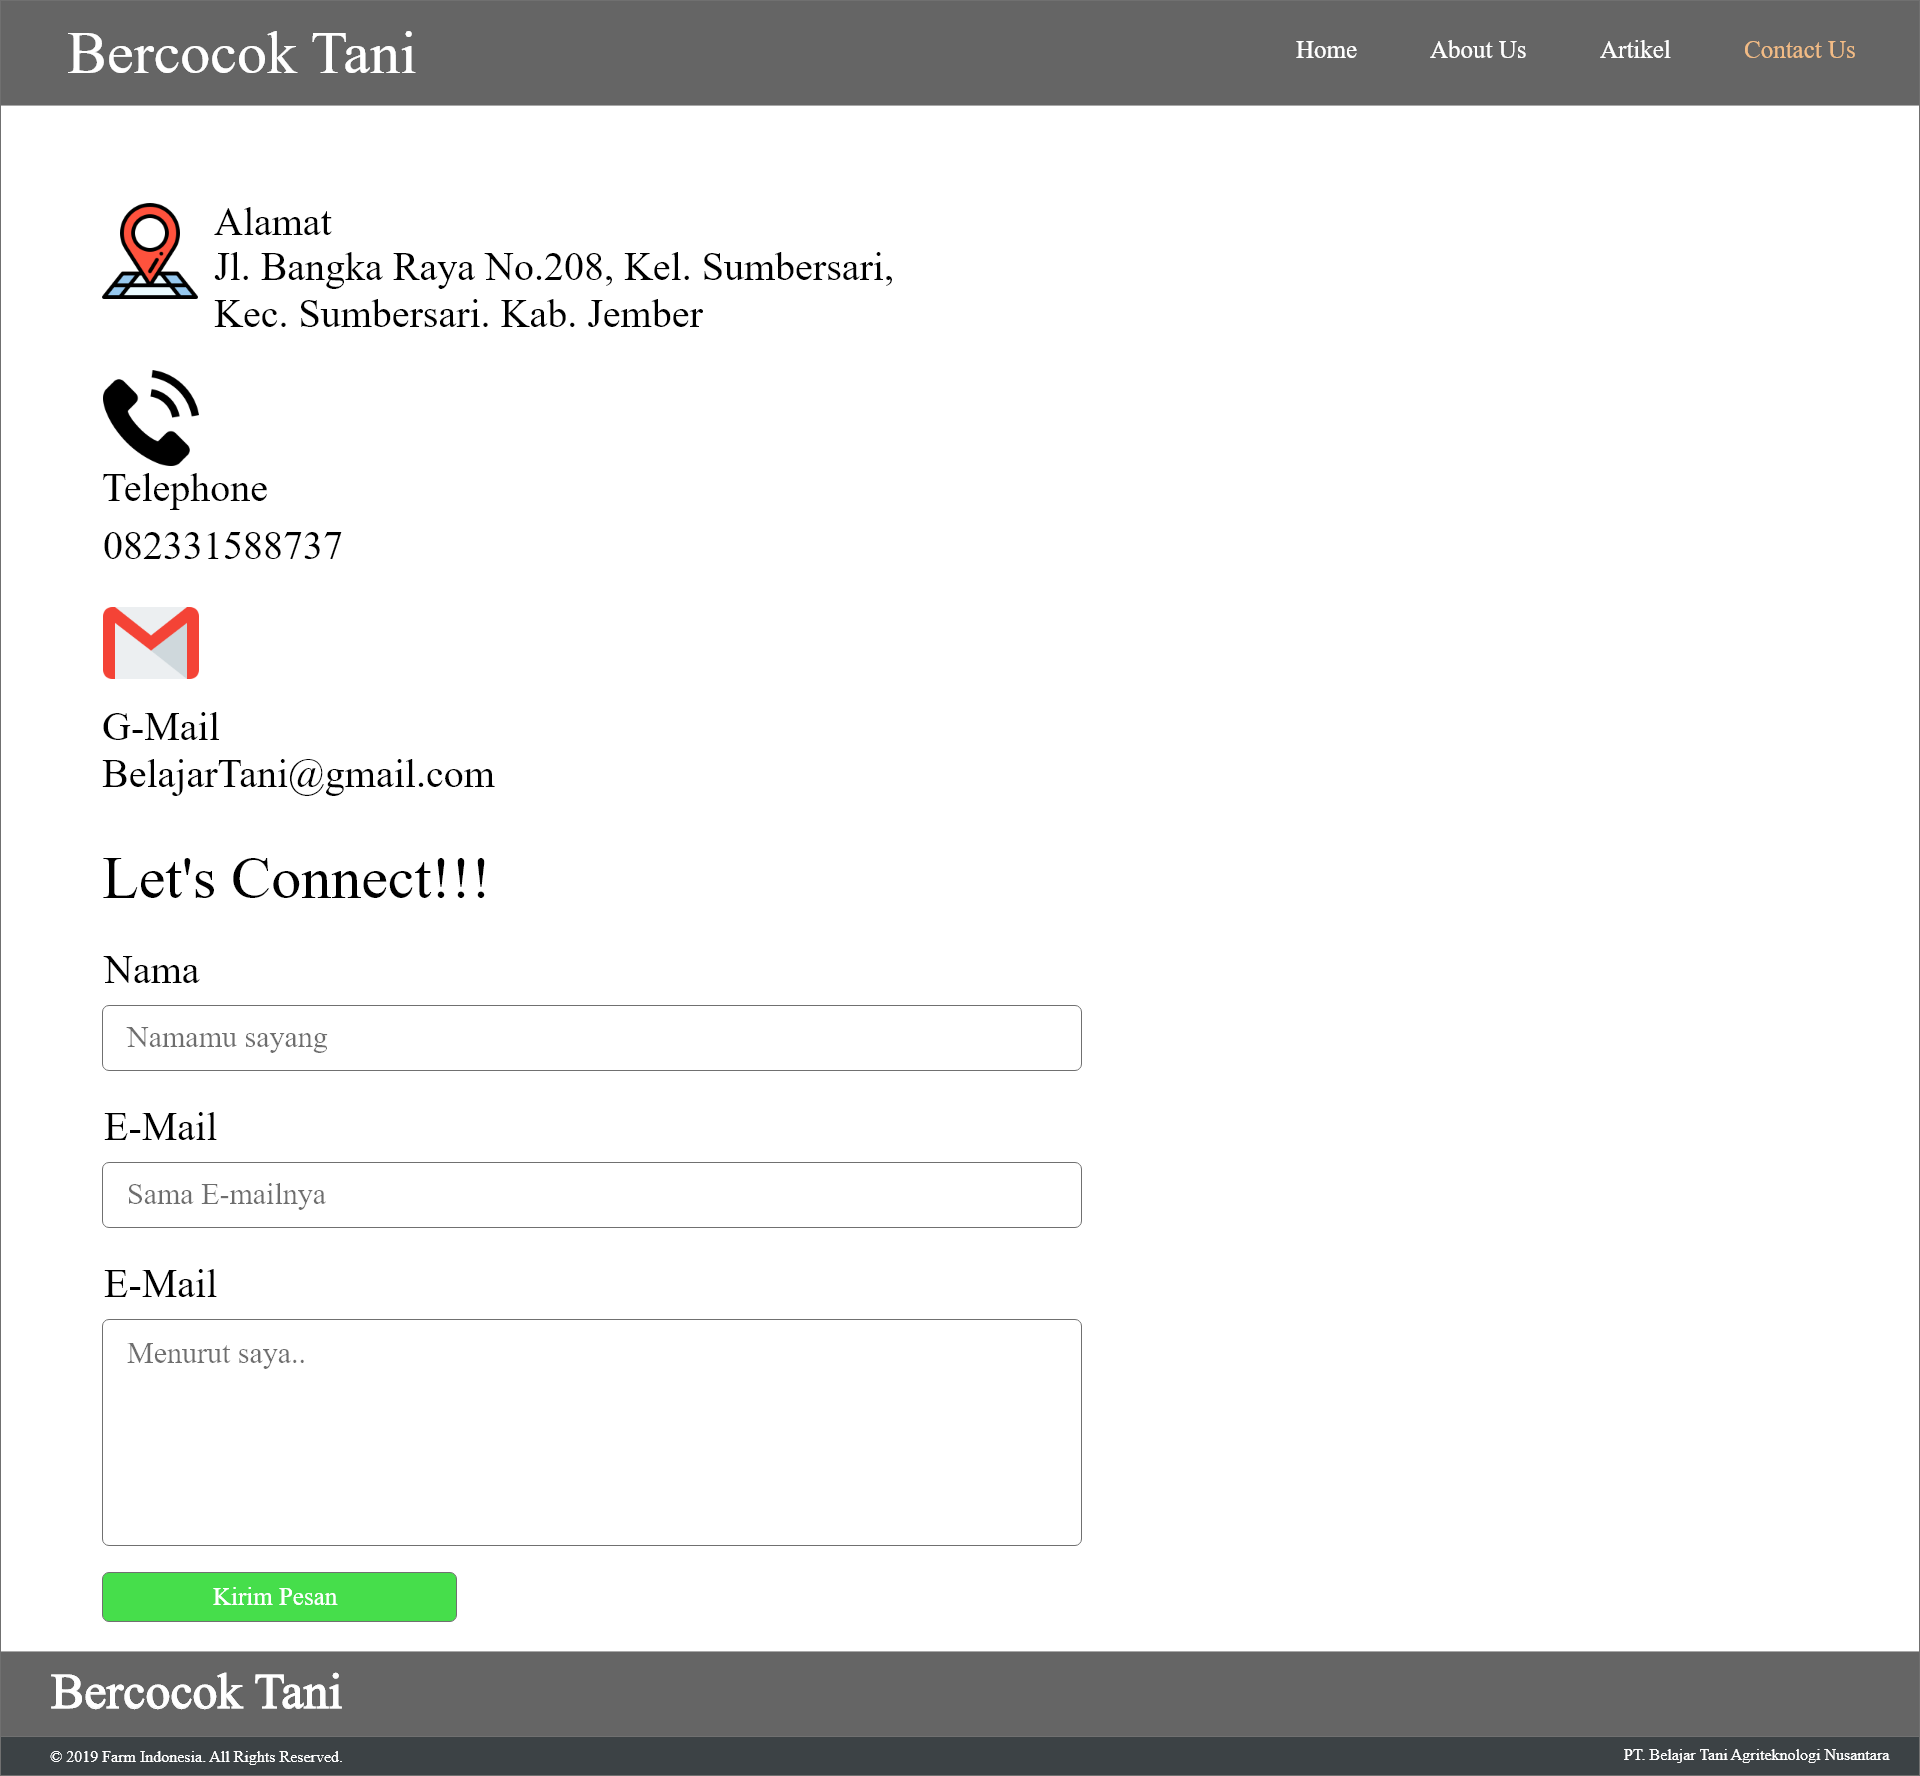 Bercocok Tani
Home
About Us
Artikel
Contact Us
Alamat
Jl. Bangka Raya No.208, Kel. Sumbersari,
Kec. Sumbersari. Kab. Jember
Telephone
082331588737
G-Mail
BelajarTani@gmail.com
Let's Connect!!!
Nama
Namamu sayang
E-Mail
Sama E-mailnya
E-Mail
Menurut saya..
Kirim Pesan
Bercocok Tani
© 2019 Farm Indonesia. All Rights Reserved.
PT. Belajar Tani Agriteknologi Nusantara